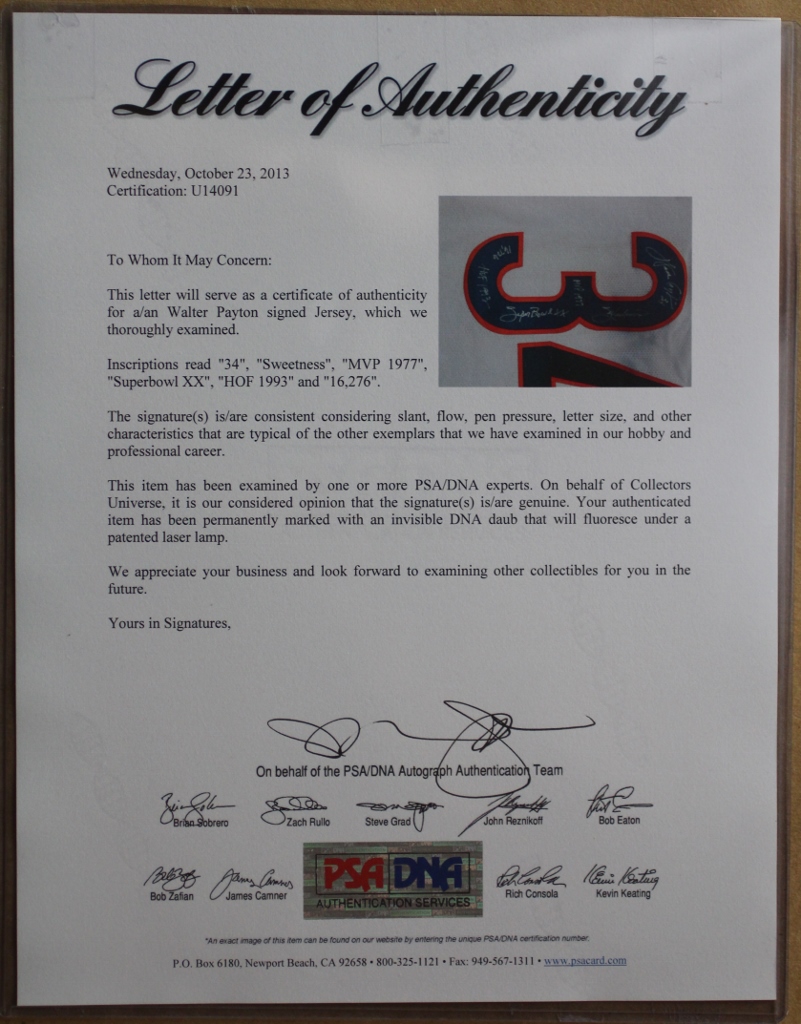 Letter of Authenticity
Wednesday, October 23, 2013
Certification: U14091
To Whom It May Concern:
This letter will serve as a certificate of authenticity
for a/an Walter Payton signed Jersey, which we
thoroughly examined.
Inscriptions read "34", "Sweetness", "MVP 1977",
"Superbowl XX", "HOF 1993" and "16,276".
The signature(s) is/are consistent considering slant, flow, pen pressure, letter size, and other
characteristics that are typical of the other exemplars that we have examined in our hobby and
professional career.
This item has been examined by one or more PSA/DNA experts. On behalf of Collectors
Universe, it is our considered opinion that the signature(s) is/are genuine. Your authenticated
item has been permanently marked with an invisible DNA daub that will fluoresce under a
patented laser lamp.
We appreciate your business and look forward to examining other collectibles for you in the
future.
Yours in Signatures,
On behalf of the PSA/DNA Autograph Authentication Team
Brian Sobrero Zach Rullo Steve Grad John Reznikoff Bob Eaton
Bob Zafian James Camner Rich Consola Kevin Keating
PSA DNA
AUTHENTICATION SERVICES
*An exact image of this item can be found on our website by entering the unique PSA/DNA certification number.
P.O. Box 6180, Newport Beach, CA 92658 • 800-325-1121 • Fax: 949-567-1311 • www.psacard.com